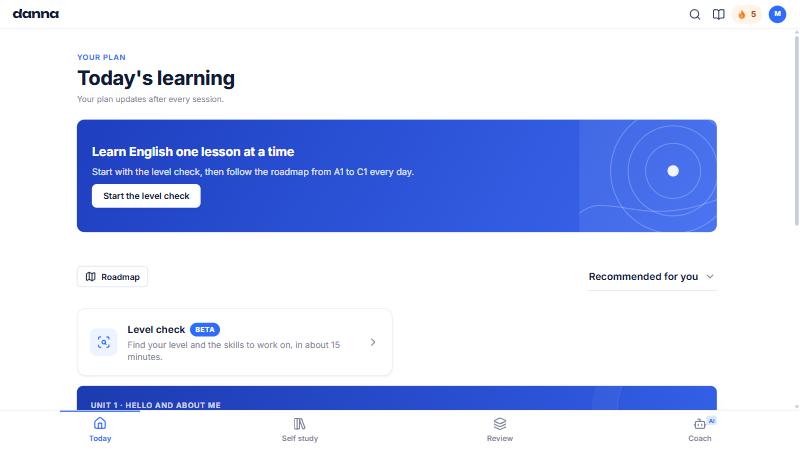 danna
5
M
YOUR PLAN
Today's learning
Your plan updates after every session.
Learn English one lesson at a time
Start with the level check, then follow the roadmap from A1 to C1 every day.
Start the level check
Roadmap
Recommended for you
Level check BETA
Find your level and the skills to work on, in about 15
minutes.
UNIT 1 · HELLO AND ABOUT ME
Today
Self study
Review
Coach
AI